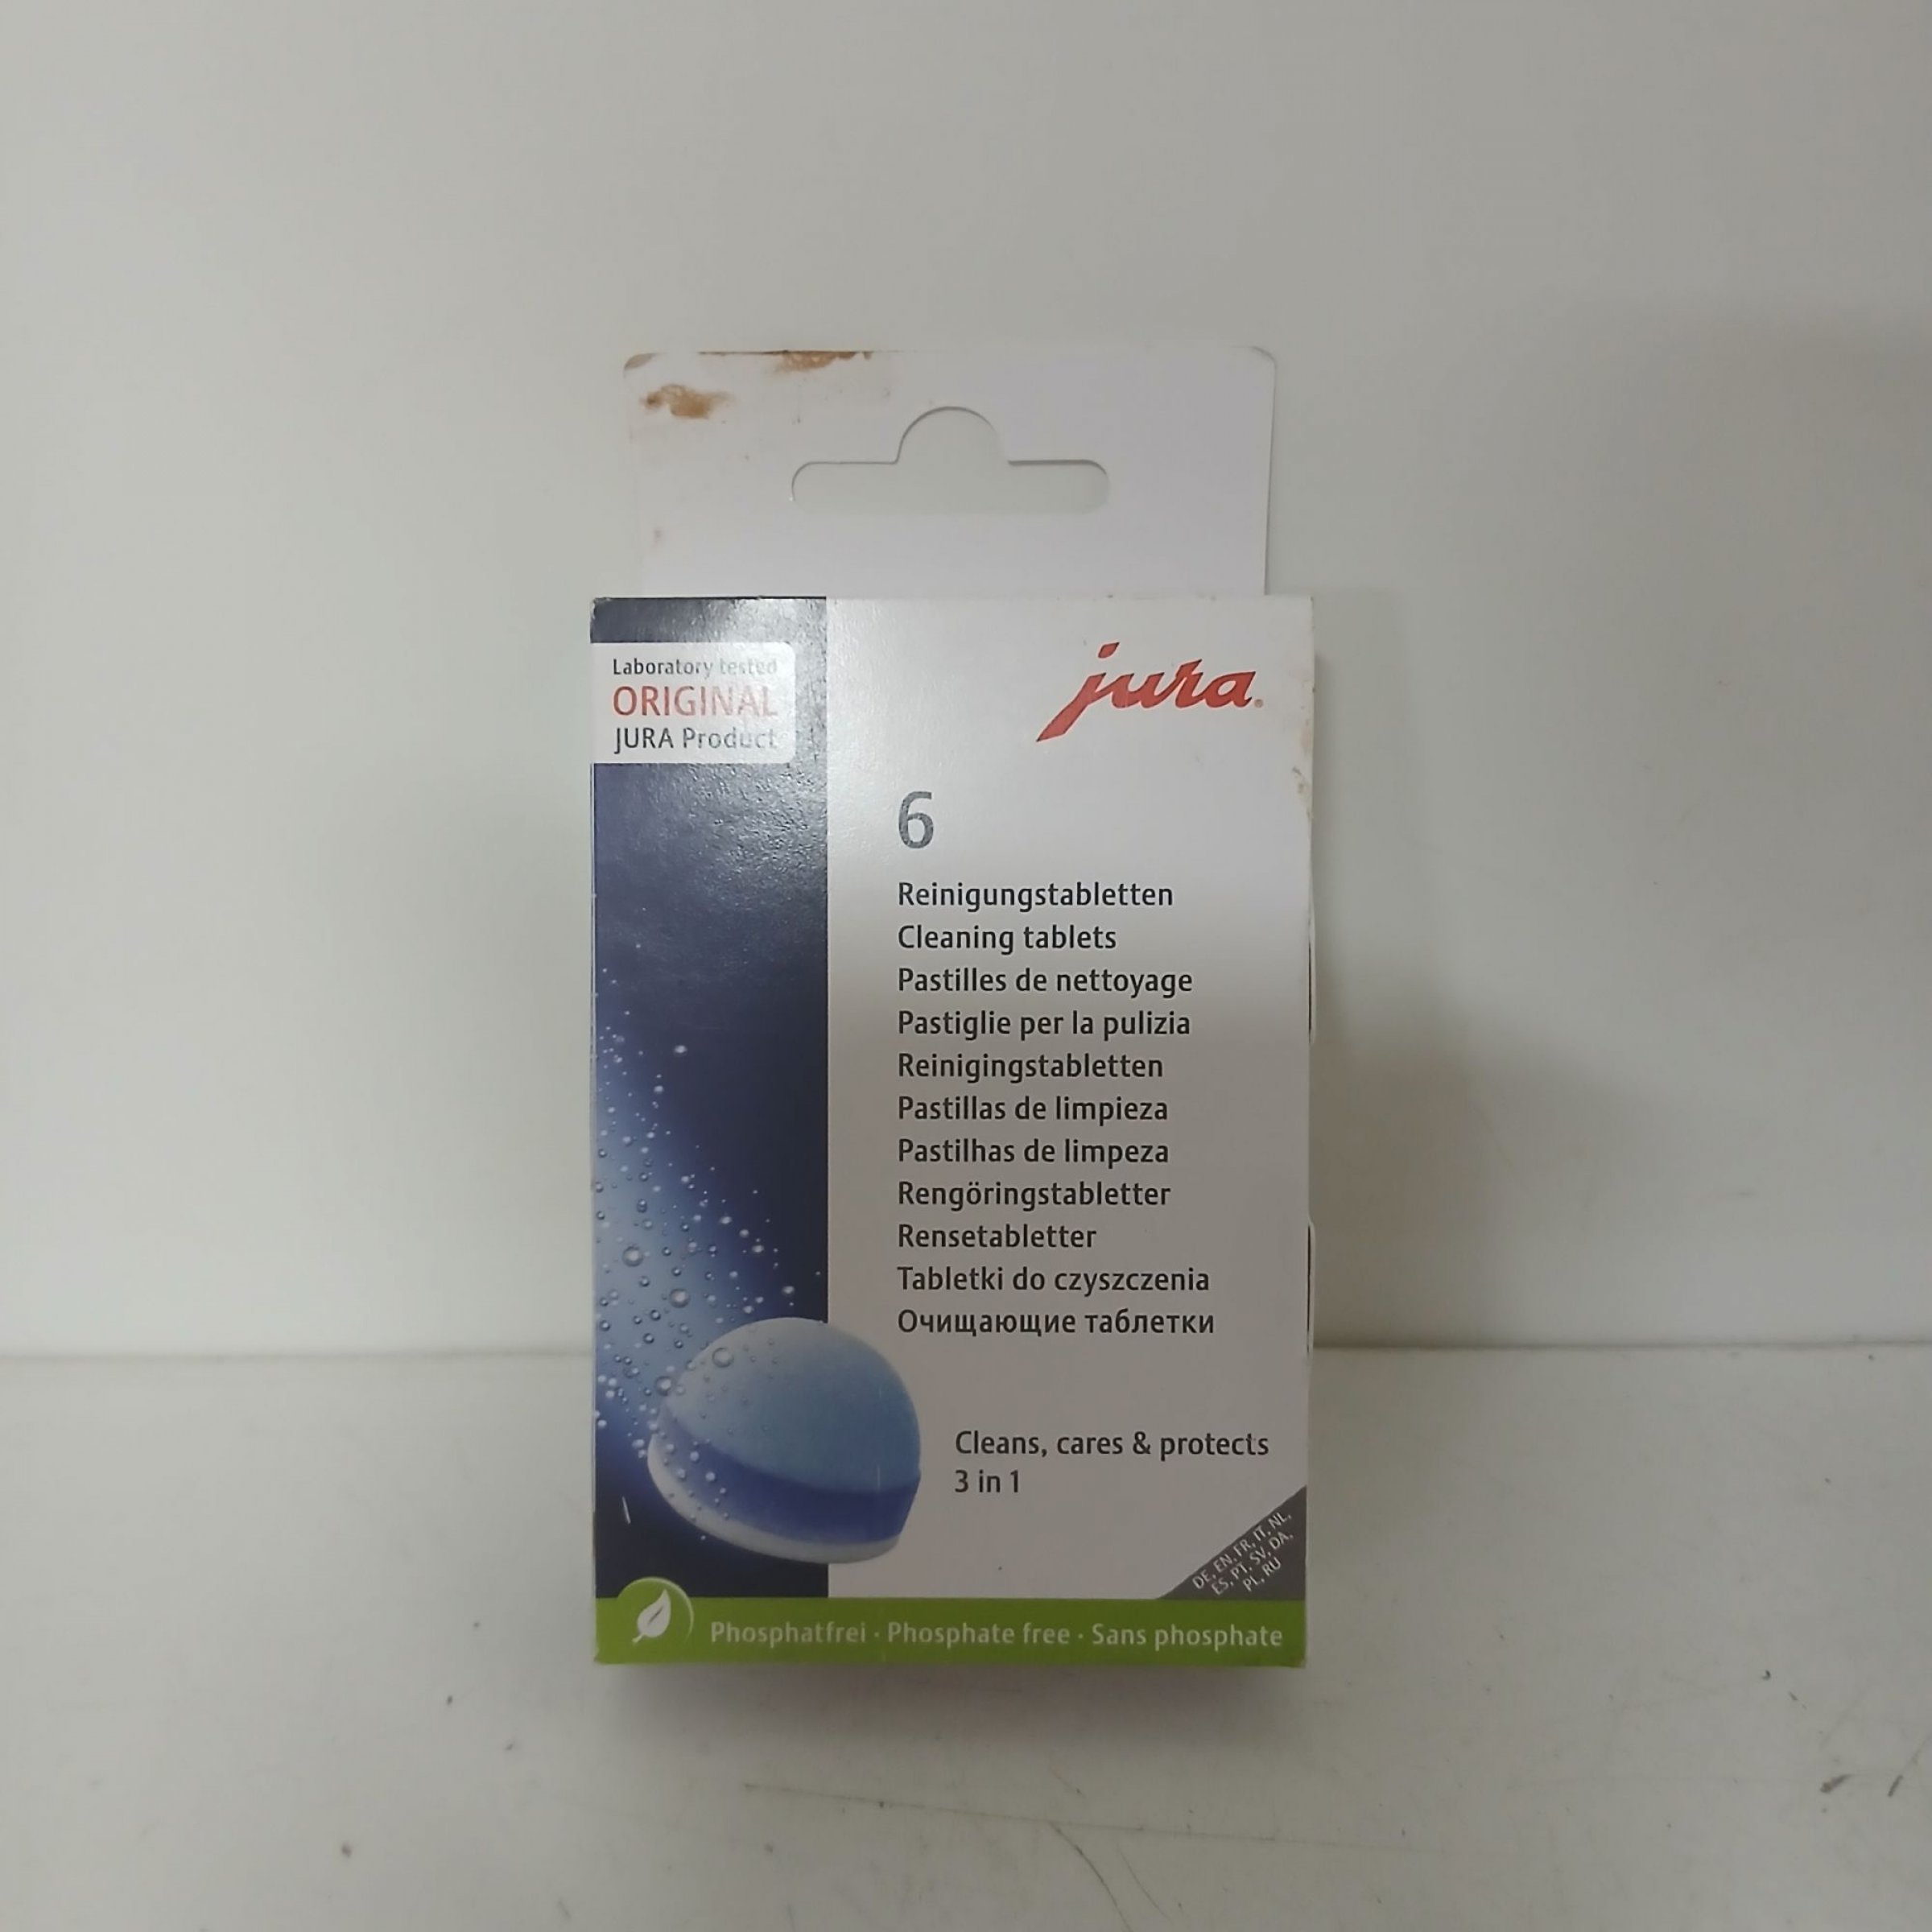 Laboratory tested
ORIGINAL
JURA Product
jura®
6
Reinigungstabletten
Cleaning tablets
Pastilles de nettoyage
Pastiglie per la pulizia
Reinigingstabletten
Pastillas de limpieza
Pastilhas de limpeza
Rengöringstabletter
Rensetabletter
Tabletki do czyszczenia
Очищающие таблетки
Cleans, cares & protects
3 in 1
DE, EN, FR, IT, NL,
ES, PT, SV, DA,
PL, RU
Phosphatfrei · Phosphate free · Sans phosphate